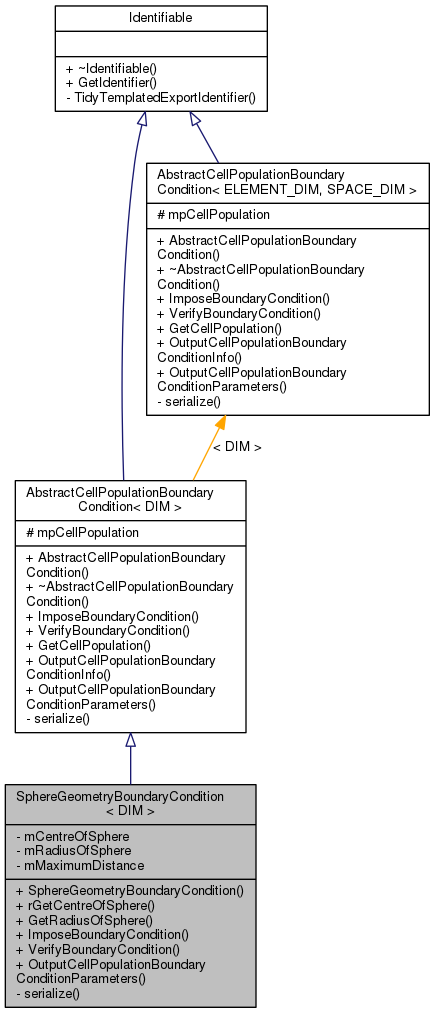 Identifiable
+ ~Identifiable()
+ GetIdentifier()
- TidyTemplatedExportIdentifier()
AbstractCellPopulationBoundary
Condition< ELEMENT_DIM, SPACE_DIM >
# mpCellPopulation
+ AbstractCellPopulationBoundary
Condition()
+ ~AbstractCellPopulationBoundary
Condition()
+ ImposeBoundaryCondition()
+ VerifyBoundaryCondition()
+ GetCellPopulation()
+ OutputCellPopulationBoundary
ConditionInfo()
+ OutputCellPopulationBoundary
ConditionParameters()
- serialize()
< DIM >
AbstractCellPopulationBoundary
Condition< DIM >
# mpCellPopulation
+ AbstractCellPopulationBoundary
Condition()
+ ~AbstractCellPopulationBoundary
Condition()
+ ImposeBoundaryCondition()
+ VerifyBoundaryCondition()
+ GetCellPopulation()
+ OutputCellPopulationBoundary
ConditionInfo()
+ OutputCellPopulationBoundary
ConditionParameters()
- serialize()
SphereGeometryBoundaryCondition
< DIM >
- mCentreOfSphere
- mRadiusOfSphere
- mMaximumDistance
+ SphereGeometryBoundaryCondition()
+ rGetCentreOfSphere()
+ GetRadiusOfSphere()
+ ImposeBoundaryCondition()
+ VerifyBoundaryCondition()
+ OutputCellPopulationBoundary
ConditionParameters()
- serialize()